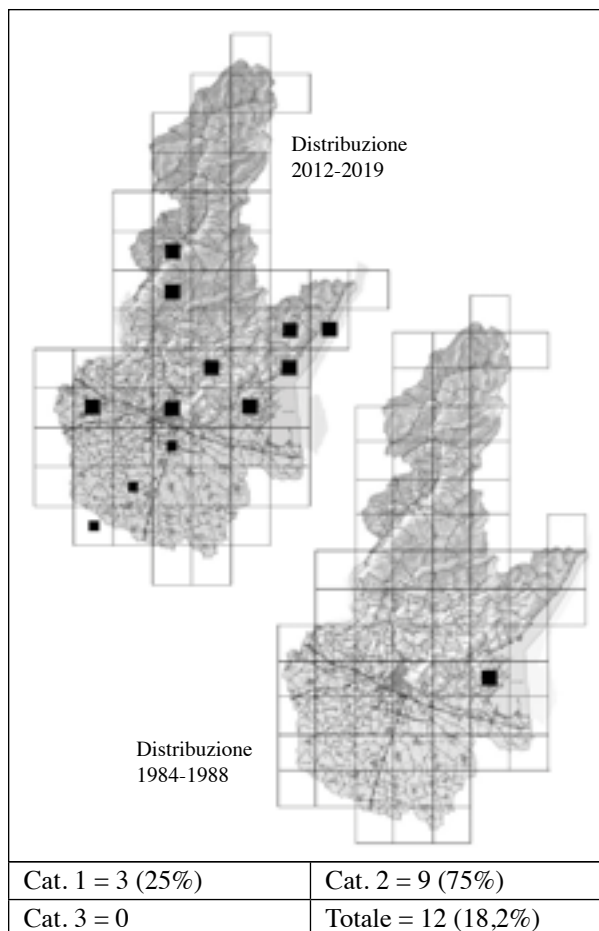 Distribuzione
2012-2019
Distribuzione
1984-1988
Cat. 1 = 3 (25%)
Cat. 2 = 9 (75%)
Cat. 3 = 0
Totale = 12 (18,2%)